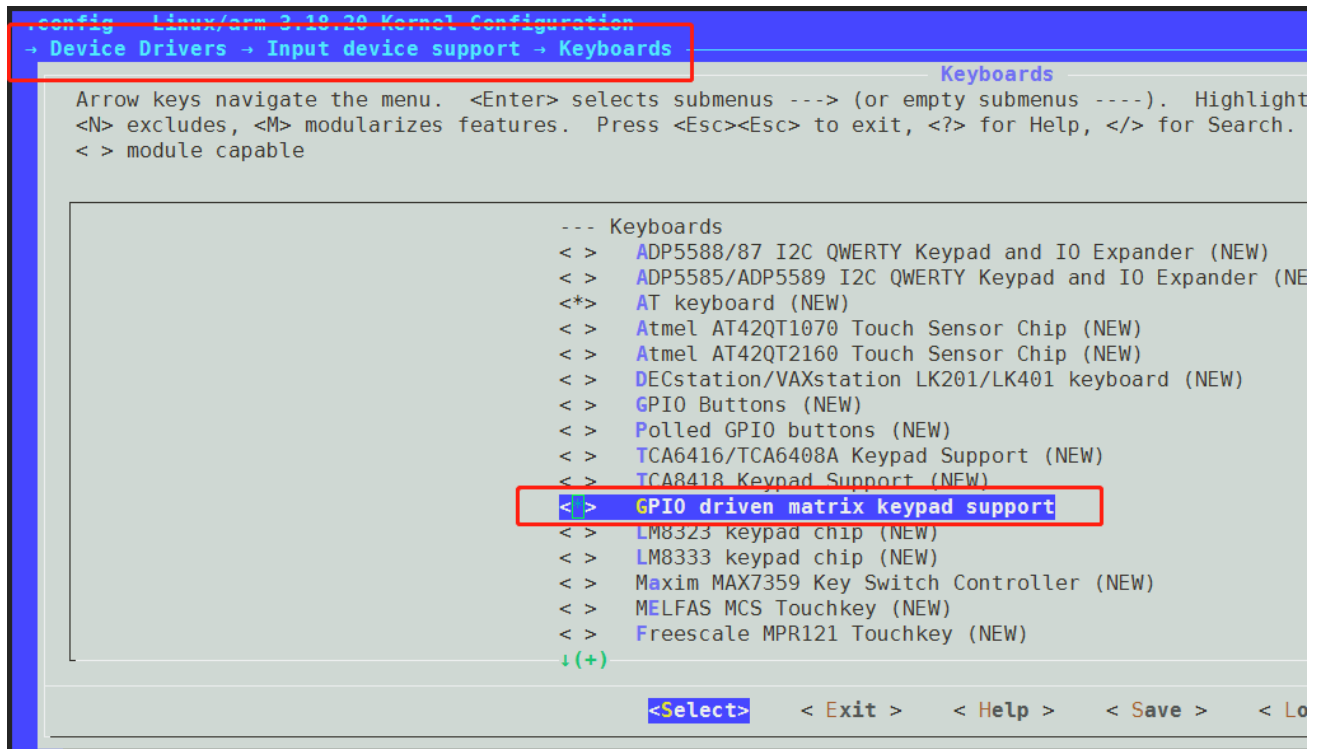 .config - Linux/arm 3.18.20 Kernel Configuration
→ Device Drivers → Input device support → Keyboards
Keyboards
Arrow keys navigate the menu.  <Enter> selects submenus ---> (or empty submenus ----).  Highlight
<N> excludes, <M> modularizes features.  Press <Esc><Esc> to exit, <?> for Help, </> for Search.
< > module capable
--- Keyboards
< >   ADP5588/87 I2C QWERTY Keypad and IO Expander (NEW)
< >   ADP5585/ADP5589 I2C QWERTY Keypad and IO Expander (NE
<*>   AT keyboard (NEW)
< >   Atmel AT42QT1070 Touch Sensor Chip (NEW)
< >   Atmel AT42QT2160 Touch Sensor Chip (NEW)
< >   DECstation/VAXstation LK201/LK401 keyboard (NEW)
< >   GPIO Buttons (NEW)
< >   Polled GPIO buttons (NEW)
< >   TCA6416/TCA6408A Keypad Support (NEW)
< >   TCA8418 Keypad Support (NEW)
<*>   GPIO driven matrix keypad support
< >   LM8323 keypad chip (NEW)
< >   LM8333 keypad chip (NEW)
< >   Maxim MAX7359 Key Switch Controller (NEW)
< >   MELFAS MCS Touchkey (NEW)
< >   Freescale MPR121 Touchkey (NEW)
↓(+)
<Select>    < Exit >    < Help >    < Save >    < Lo